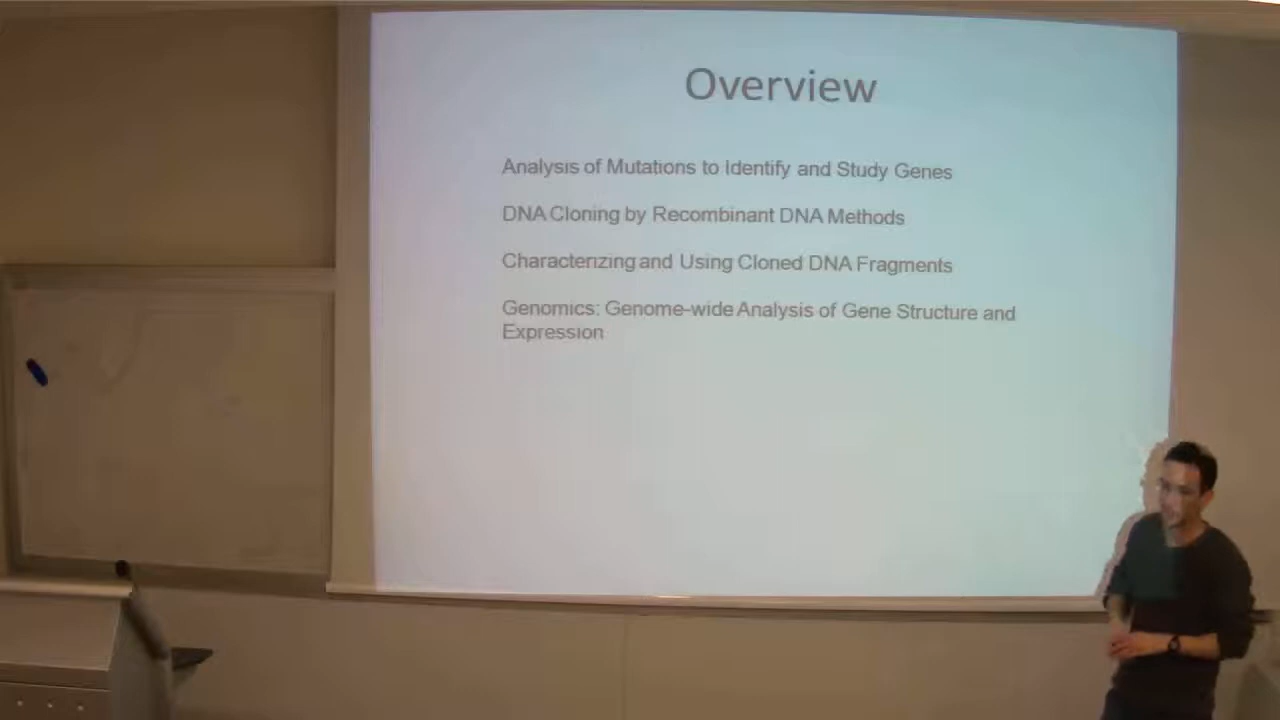 Overview
Analysis of Mutations to Identify and Study Genes
DNA Cloning by Recombinant DNA Methods
Characterizing and Using Cloned DNA Fragments
Genomics: Genome-wide Analysis of Gene Structure and
Expression